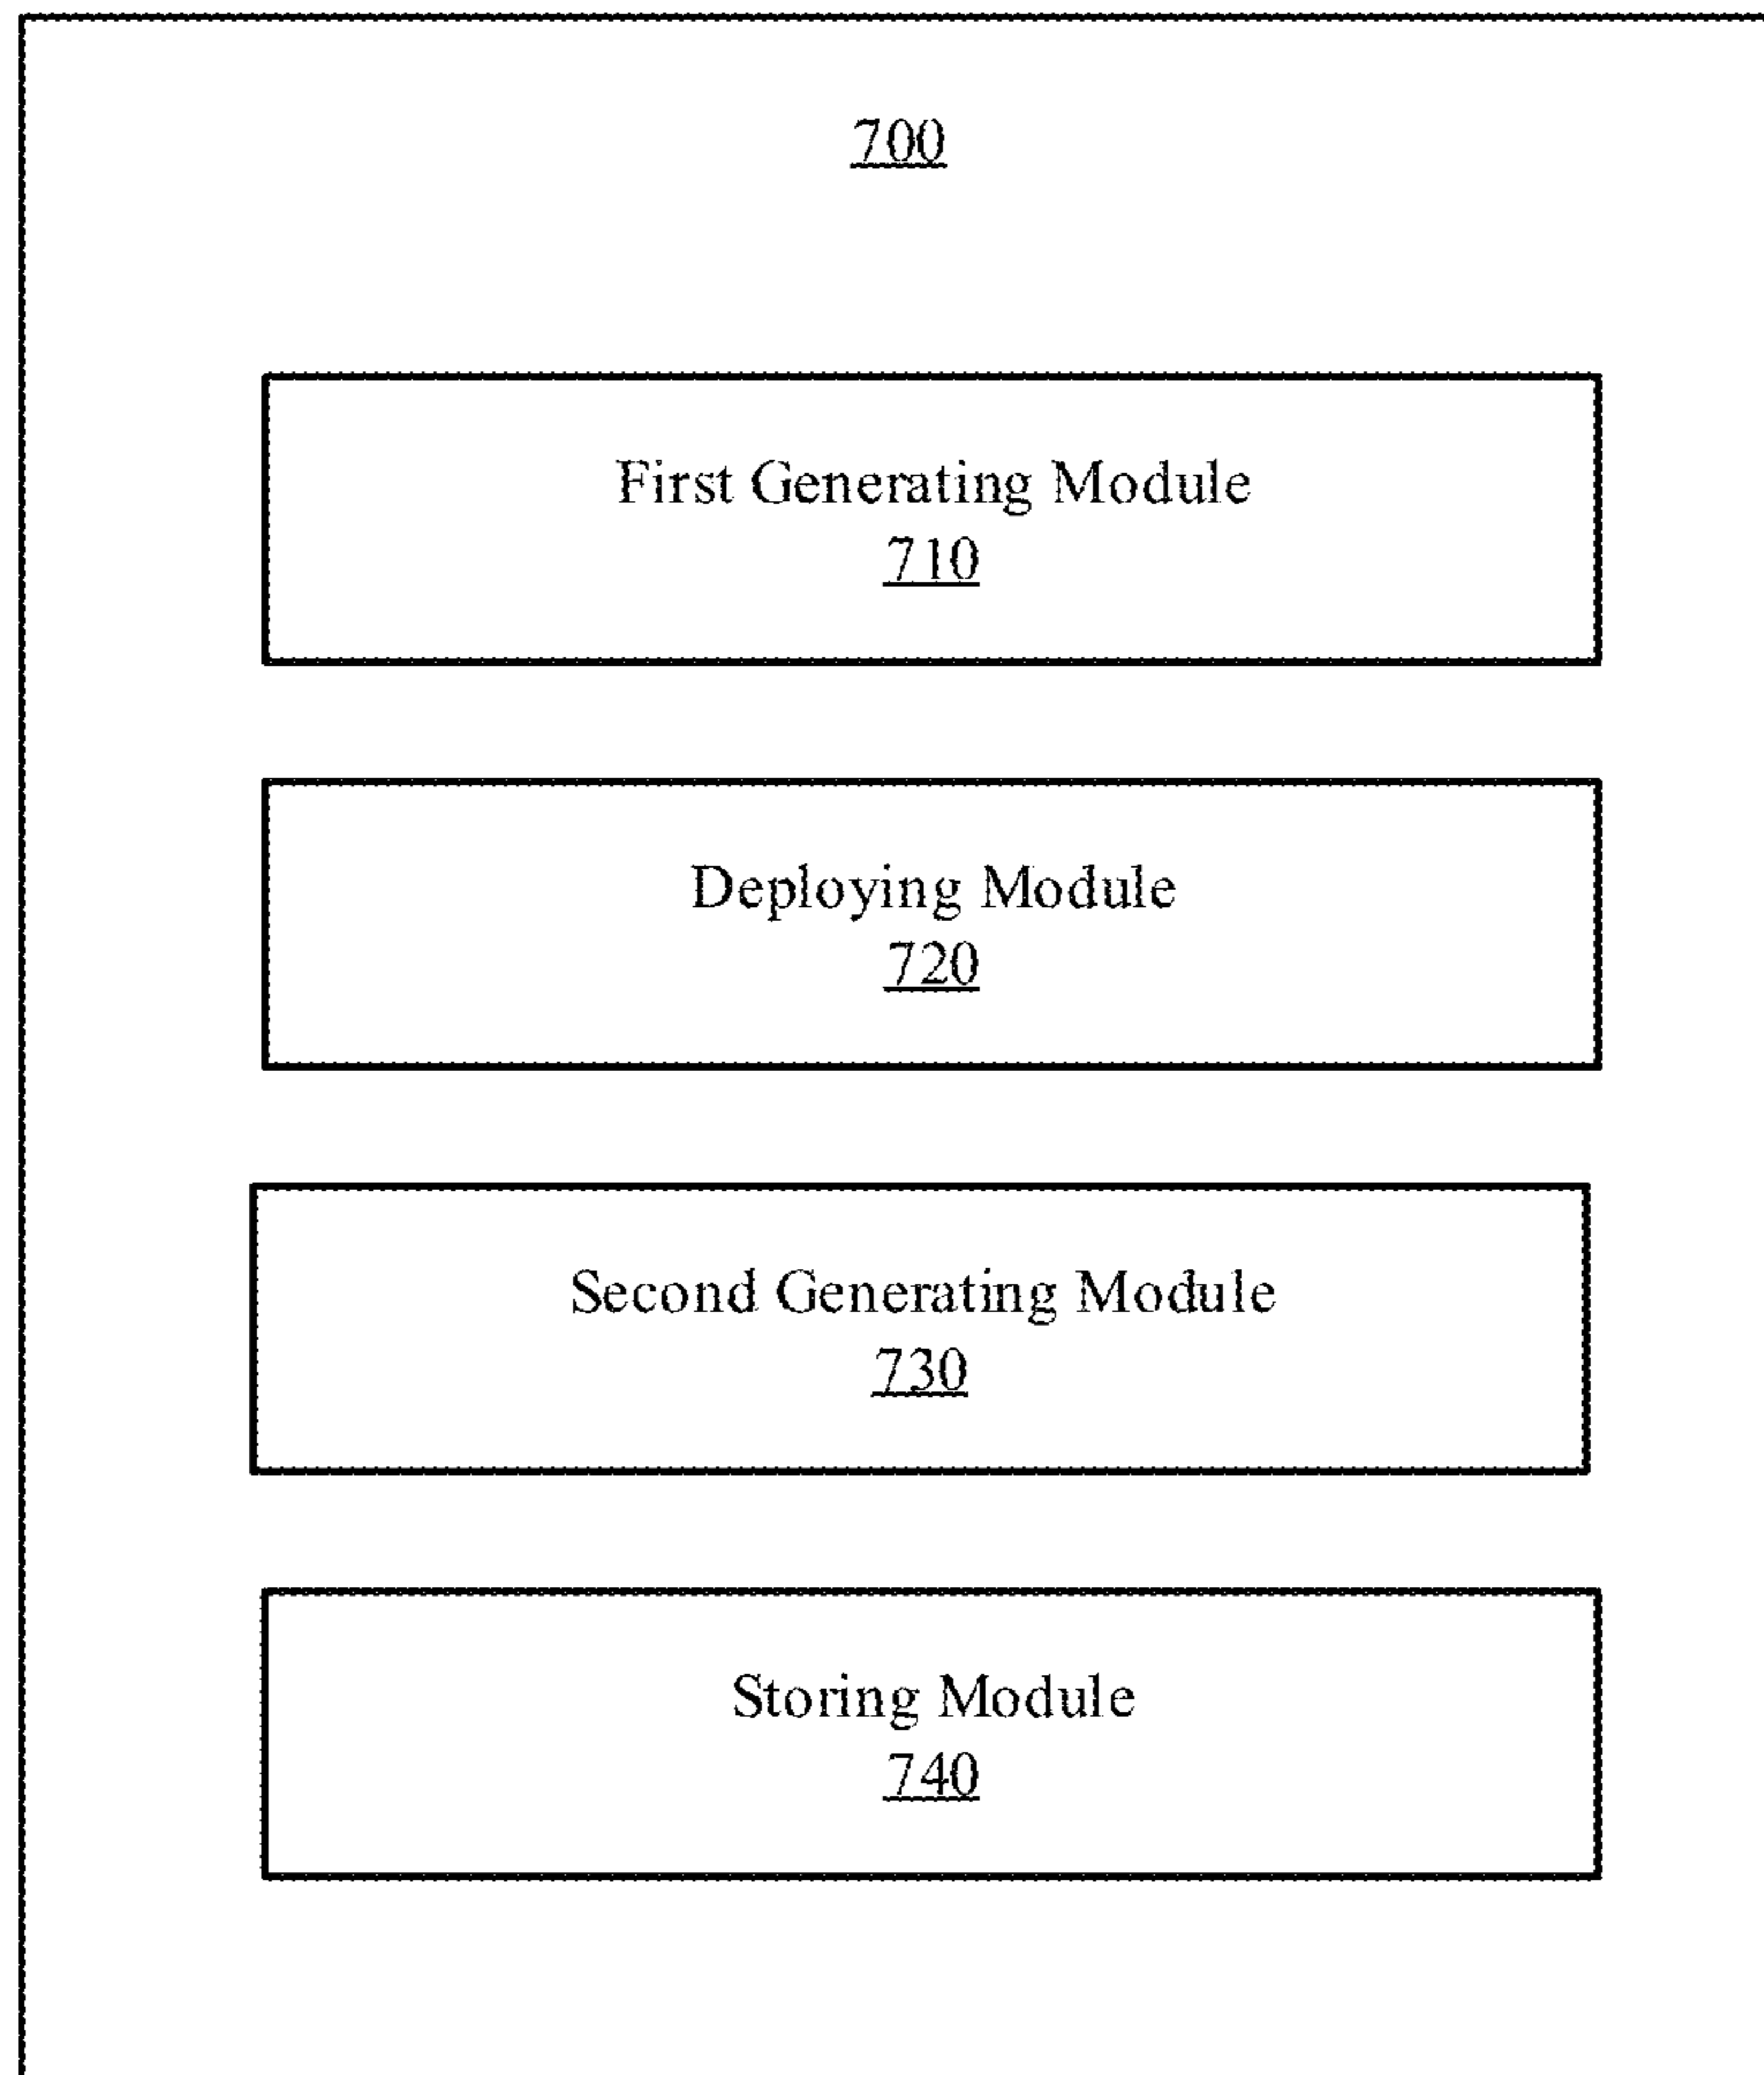 700
First Generating Module
710
Deploying Module
720
Second Generating Module
730
Storing Module
740